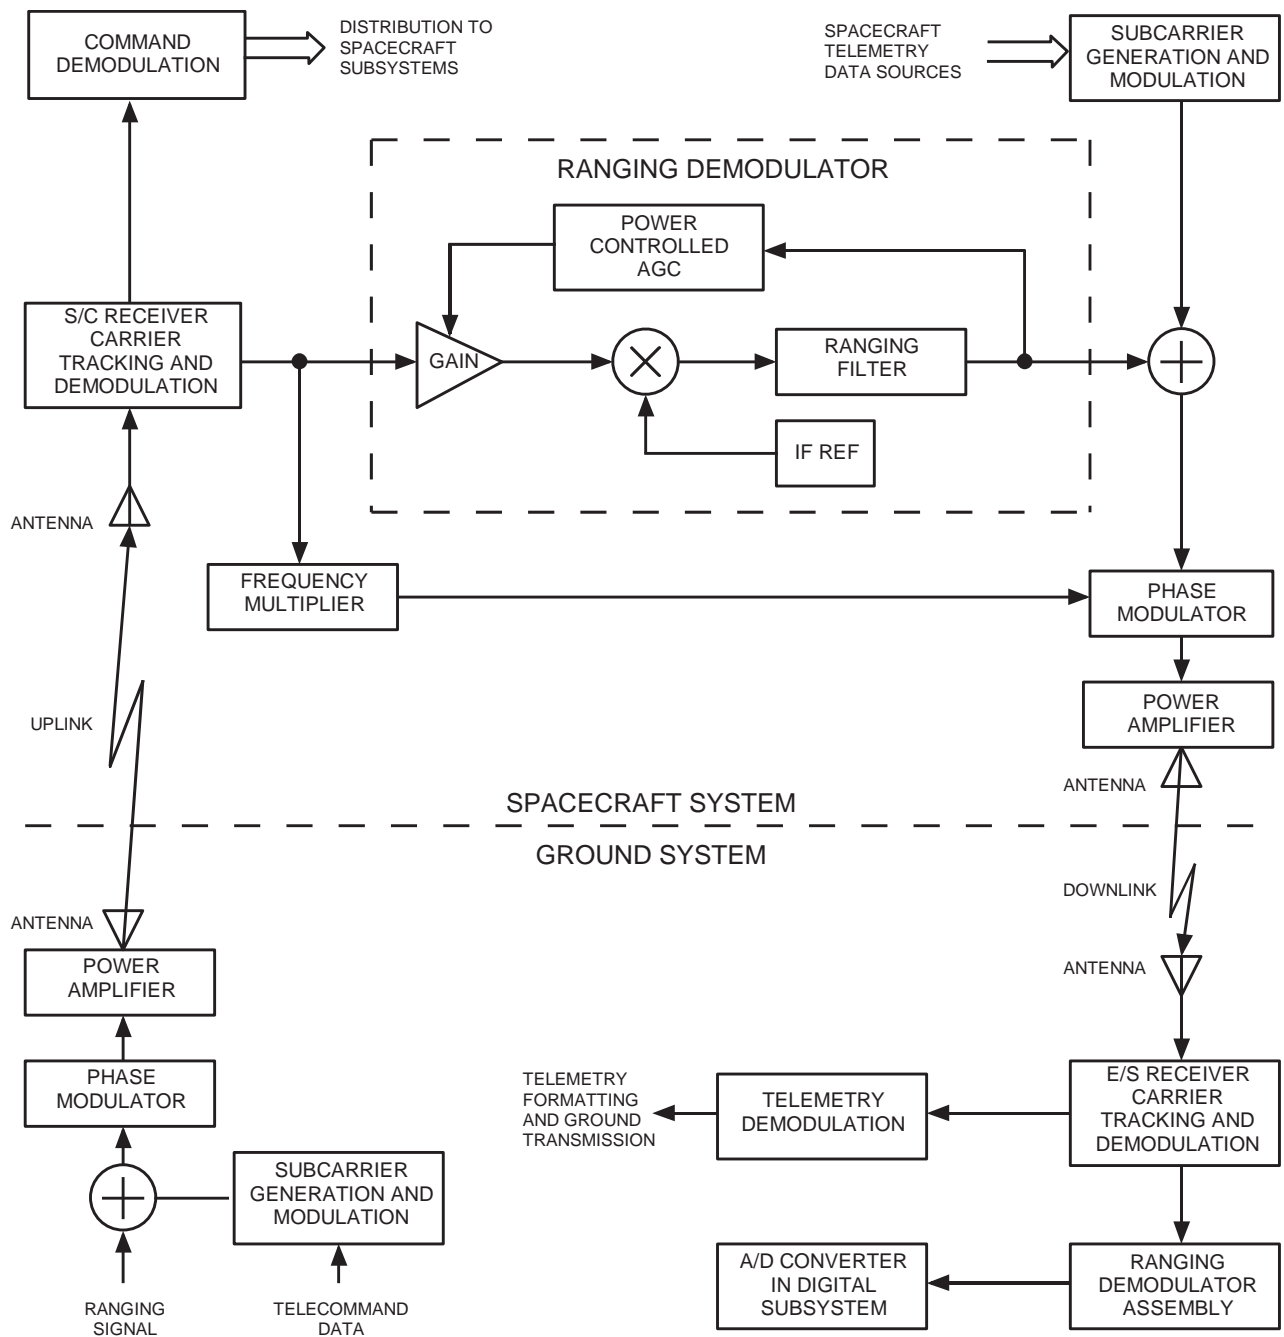 COMMAND
DEMODULATION
DISTRIBUTION TO
SPACECRAFT
SUBSYSTEMS
SPACECRAFT
TELEMETRY
DATA SOURCES
SUBCARRIER
GENERATION AND
MODULATION
RANGING DEMODULATOR
POWER
CONTROLLED
AGC
S/C RECEIVER
CARRIER
TRACKING AND
DEMODULATION
GAIN
RANGING
FILTER
IF REF
ANTENNA
FREQUENCY
MULTIPLIER
PHASE
MODULATOR
UPLINK
POWER
AMPLIFIER
ANTENNA
SPACECRAFT SYSTEM
GROUND SYSTEM
ANTENNA
DOWNLINK
POWER
AMPLIFIER
ANTENNA
PHASE
MODULATOR
TELEMETRY
FORMATTING
AND GROUND
TRANSMISSION
TELEMETRY
DEMODULATION
E/S RECEIVER
CARRIER
TRACKING AND
DEMODULATION
SUBCARRIER
GENERATION AND
MODULATION
A/D CONVERTER
IN DIGITAL
SUBSYSTEM
RANGING
DEMODULATOR
ASSEMBLY
RANGING
SIGNAL
TELECOMMAND
DATA